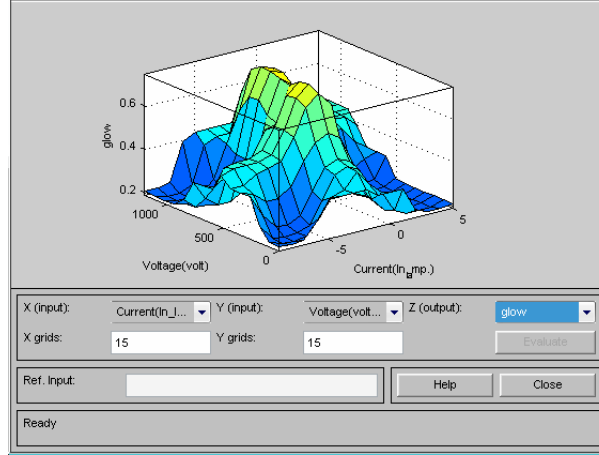 0.6
glow
0.4
0.2
1000
500
0
-5
0
5
Voltage(volt)
Current(In_amp.)
X (input):
Current(In_I...
Y (input):
Voltage(volt...
Z (output):
glow
X grids:
15
Y grids:
15
Evaluate
Ref. Input:
Help
Close
Ready